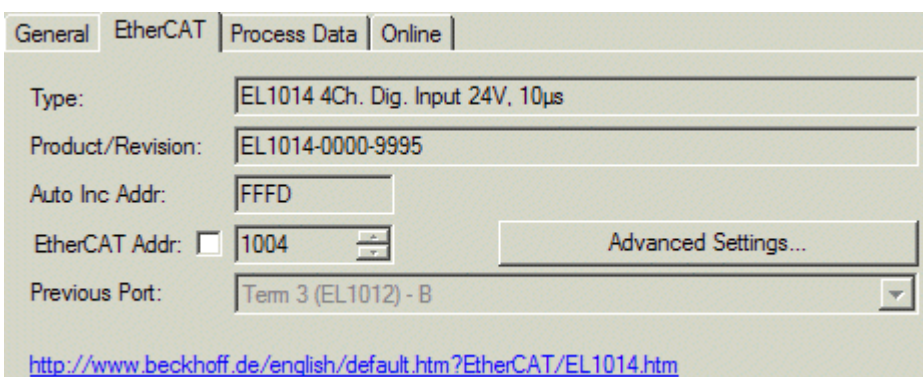 General EtherCAT Process Data Online
Type: EL1014 4Ch. Dig. Input 24V, 10µs
Product/Revision: EL1014-0000-9995
Auto Inc Addr: FFFD
EtherCAT Addr: 1004 Advanced Settings...
Previous Port: Term 3 (EL1012) - B
http://www.beckhoff.de/english/default.htm?EtherCAT/EL1014.htm